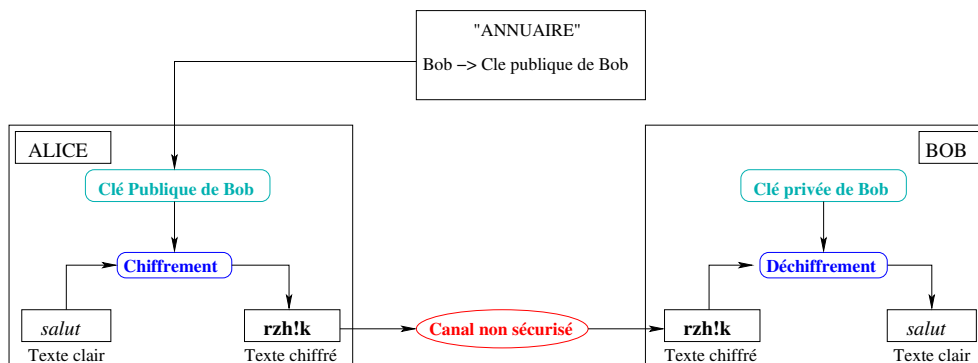 "ANNUAIRE"
Bob −> Cle publique de Bob
ALICE
BOB
Clé Publique de Bob
Clé privée de Bob
Chiffrement
Déchiffrement
salut
rzh!k
Canal non sécurisé
rzh!k
salut
Texte clair
Texte chiffré
Texte chiffré
Texte clair